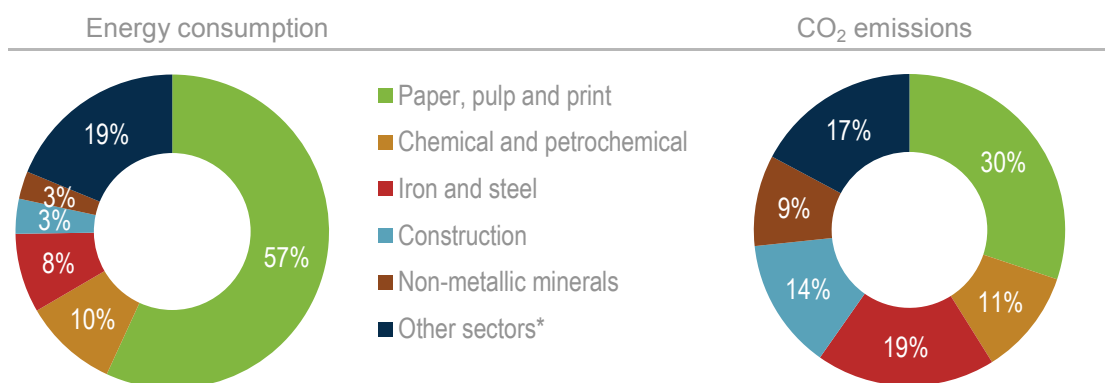 Energy consumption
CO₂ emissions
19%
3%
3%
8%
10%
57%
Paper, pulp and print
Chemical and petrochemical
Iron and steel
Construction
Non-metallic minerals
Other sectors*
17%
30%
9%
14%
11%
19%